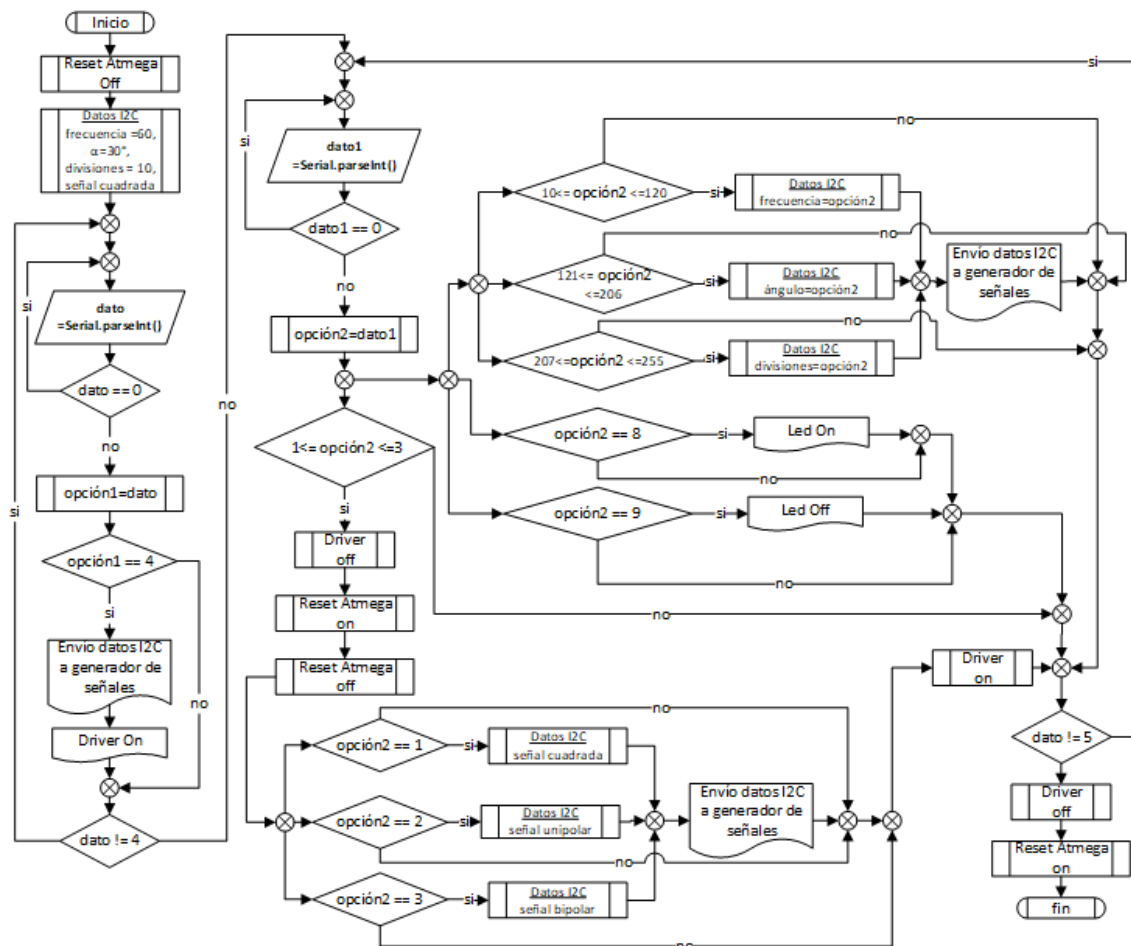 Inicio
Reset Atmega
Off
Datos I2C
frecuencia =60,
α=30°,
divisiones = 10,
señal cuadrada
si
dato
=Serial.parseInt()
dato == 0
no
opción1=dato
si
opción1 == 4
si
no
Envío datos I2C
a generador de
señales
Driver On
dato != 4
no
si
dato1
=Serial.parseInt()
dato1 == 0
no
opción2=dato1
1<= opción2 <=3
si
Driver
off
Reset Atmega
on
Reset Atmega
off
no
no
10<= opción2 <=120
si
Datos I2C
frecuencia=opción2
no
121<= opción2
<=206
si
Datos I2C
ángulo=opción2
Envío datos I2C
a generador de
señales
no
207<=opción2 <=255
si
Datos I2C
divisiones=opción2
opción2 == 8
si
Led On
no
opción2 == 9
si
Led Off
no
no
opción2 == 1
si
Datos I2C
señal cuadrada
opción2 == 2
si
Datos I2C
señal unipolar
no
Envío datos I2C
a generador de
señales
opción2 == 3
si
Datos I2C
señal bipolar
no
Driver
on
si
dato != 5
Driver
off
Reset Atmega
on
fin